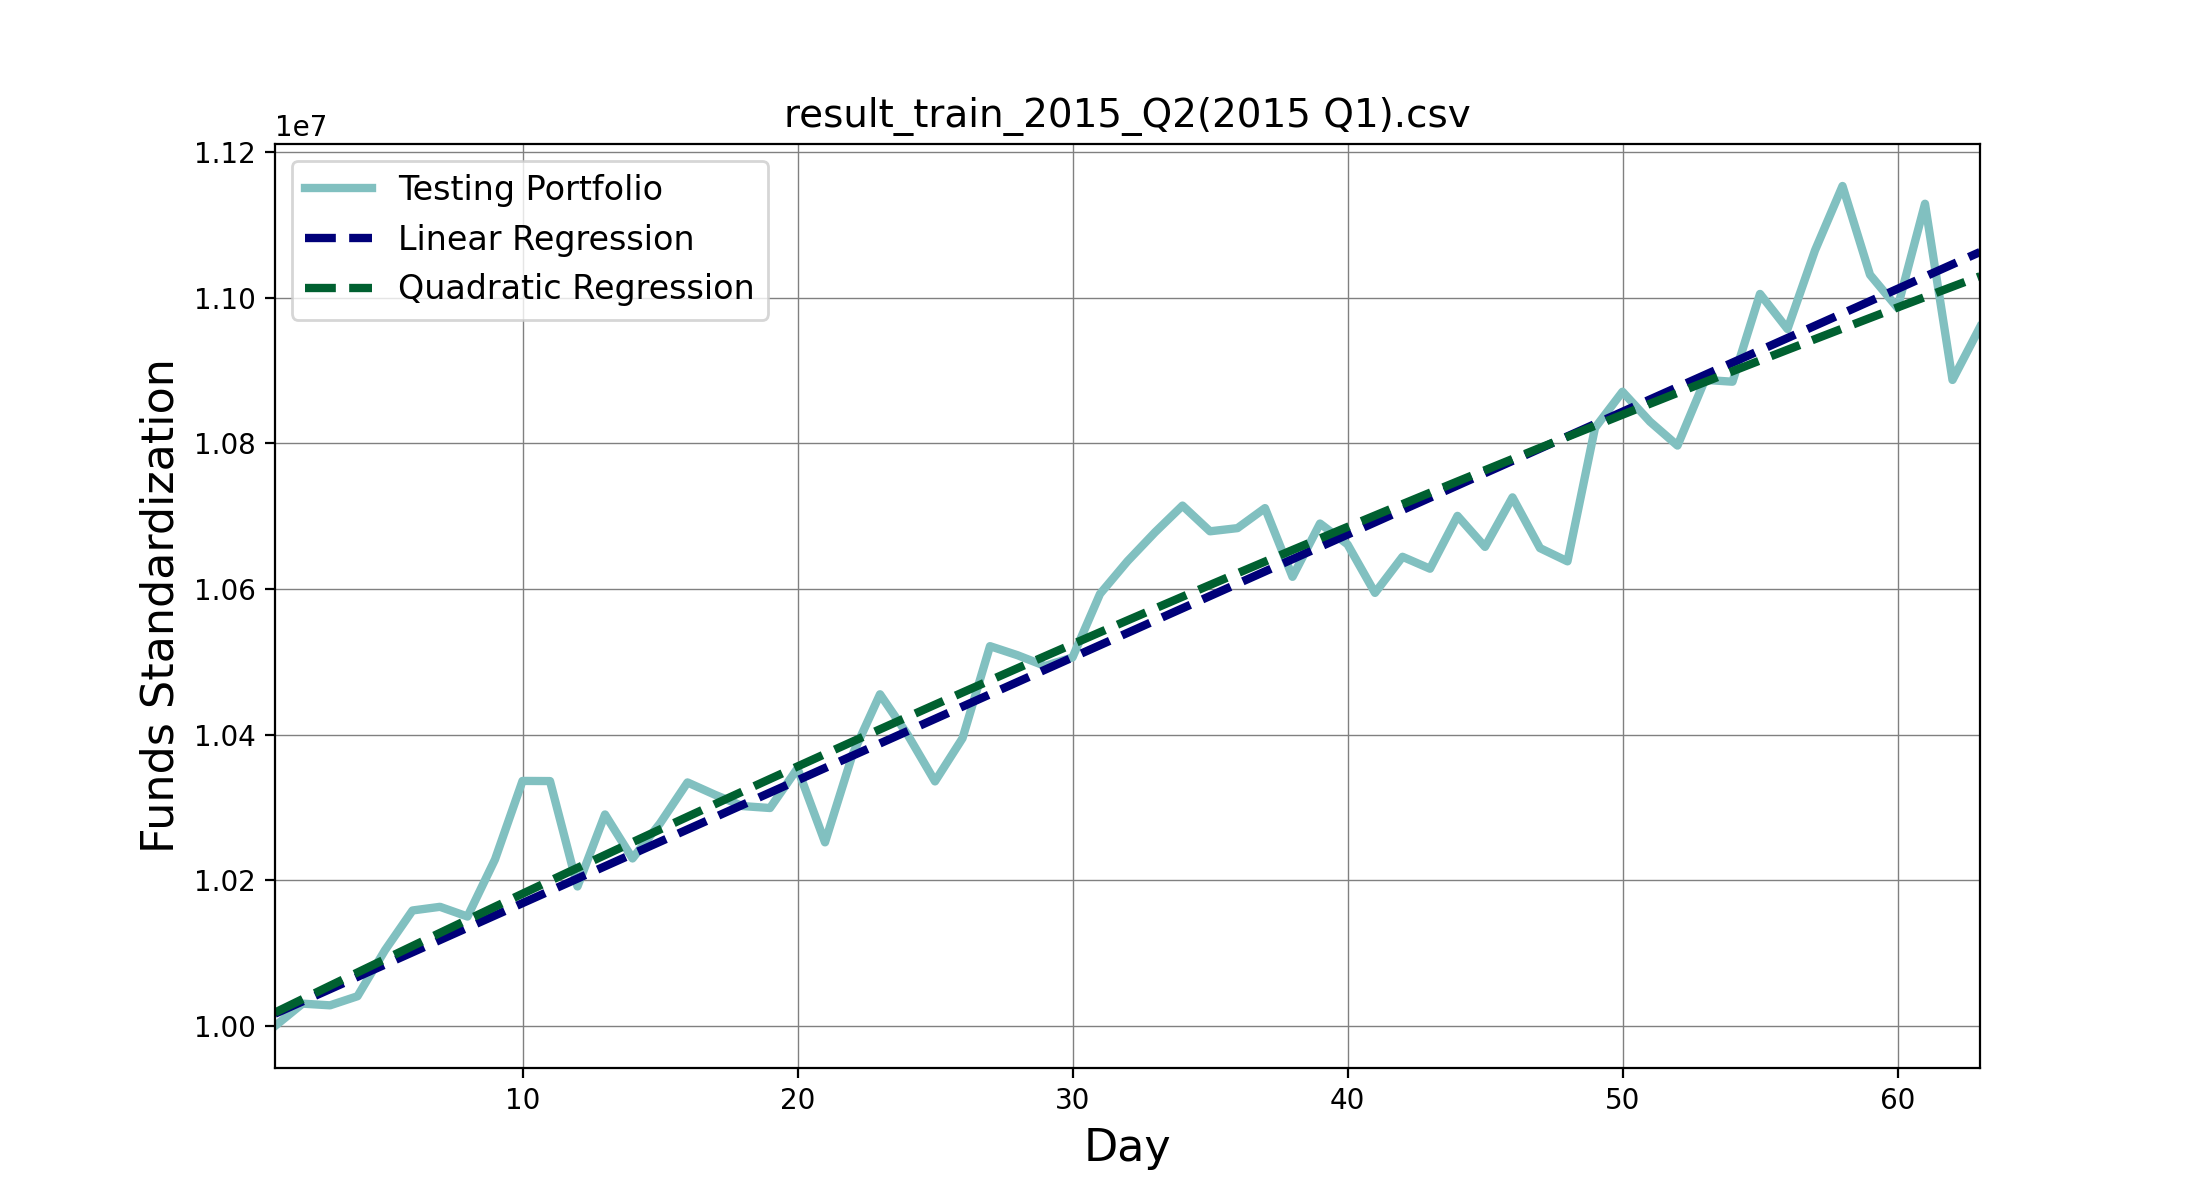 result_train_2015_Q2(2015 Q1).csv
1e7
1.12
1.10
1.08
1.06
1.04
1.02
1.00
Funds Standardization
Testing Portfolio
Linear Regression
Quadratic Regression
10 20 30 40 50 60
Day